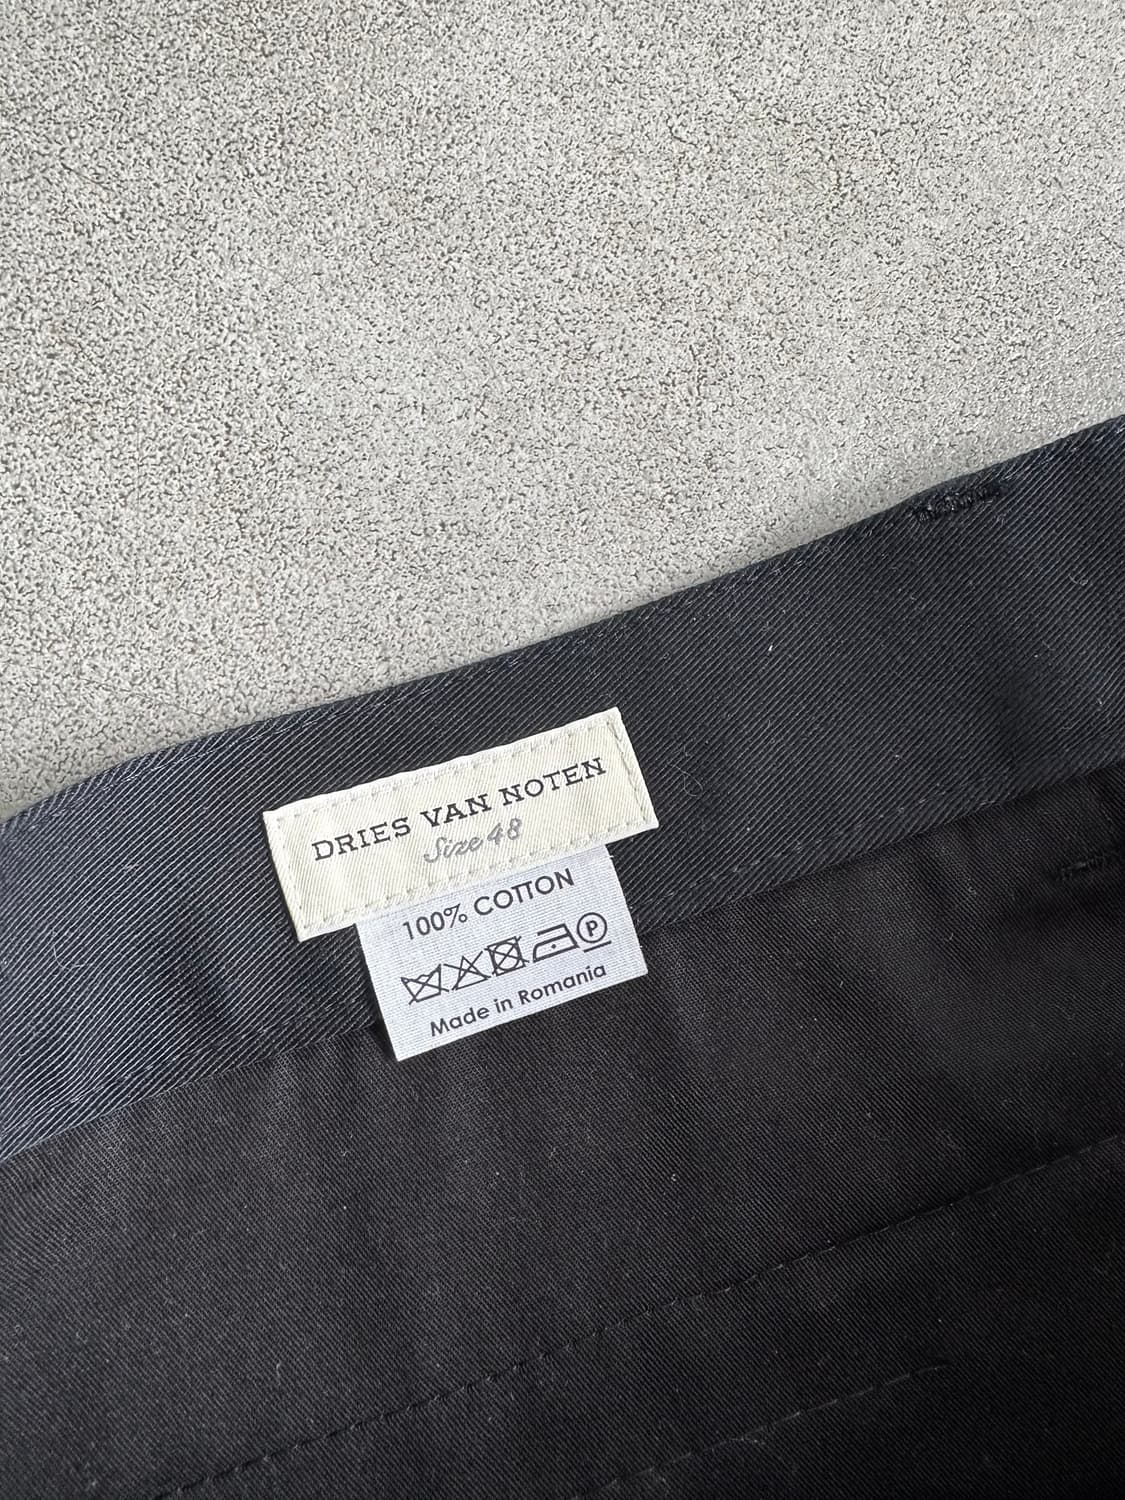 DRIES VAN NOTEN
Size 48
100% COTTON
P
Made in Romania